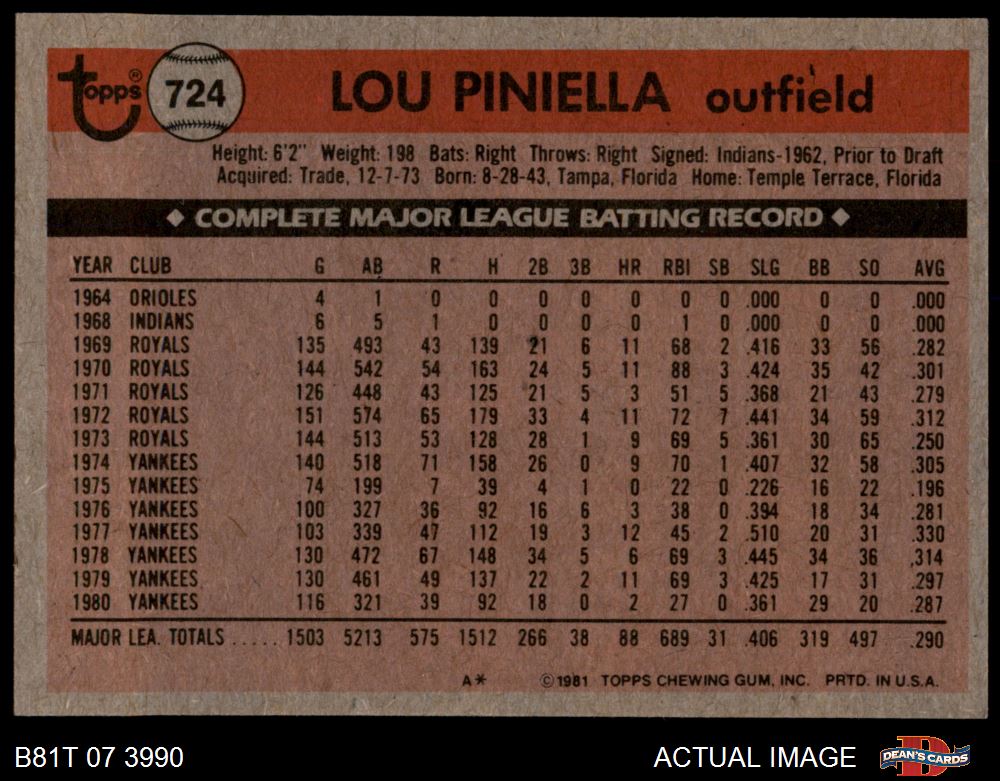 topps® 724 LOU PINIELLA outfield
Height: 6'2" Weight: 198 Bats: Right Throws: Right Signed: Indians-1962, Prior to Draft
Acquired: Trade, 12-7-73 Born: 8-28-43, Tampa, Florida Home: Temple Terrace, Florida
◆ COMPLETE MAJOR LEAGUE BATTING RECORD ◆
YEAR CLUB G AB R H 2B 3B HR RBI SB SLG BB SO AVG
1964 ORIOLES 4 1 0 0 0 0 0 0 0 .000 0 0 .000
1968 INDIANS 6 5 1 0 0 0 0 1 0 .000 0 0 .000
1969 ROYALS 135 493 43 139 21 6 11 68 2 .416 33 56 .282
1970 ROYALS 144 542 54 163 24 5 11 88 3 .424 35 42 .301
1971 ROYALS 126 448 43 125 21 5 3 51 5 .368 21 43 .279
1972 ROYALS 151 574 65 179 33 4 11 72 7 .441 34 59 .312
1973 ROYALS 144 513 53 128 28 1 9 69 5 .361 30 65 .250
1974 YANKEES 140 518 71 158 26 0 9 70 1 .407 32 58 .305
1975 YANKEES 74 199 7 39 4 1 0 22 0 .226 16 22 .196
1976 YANKEES 100 327 36 92 16 6 3 38 0 .394 18 34 .281
1977 YANKEES 103 339 47 112 19 3 12 45 2 .510 20 31 .330
1978 YANKEES 130 472 67 148 34 5 6 69 3 .445 34 36 .314
1979 YANKEES 130 461 49 137 22 2 11 69 3 .425 17 31 .297
1980 YANKEES 116 321 39 92 18 0 2 27 0 .361 29 20 .287
MAJOR LEA. TOTALS ..... 1503 5213 575 1512 266 38 88 689 31 .406 319 497 .290
A* ©1981 TOPPS CHEWING GUM, INC. PRTD. IN U.S.A.
B81T 07 3990 ACTUAL IMAGE DEAN'S CARDS